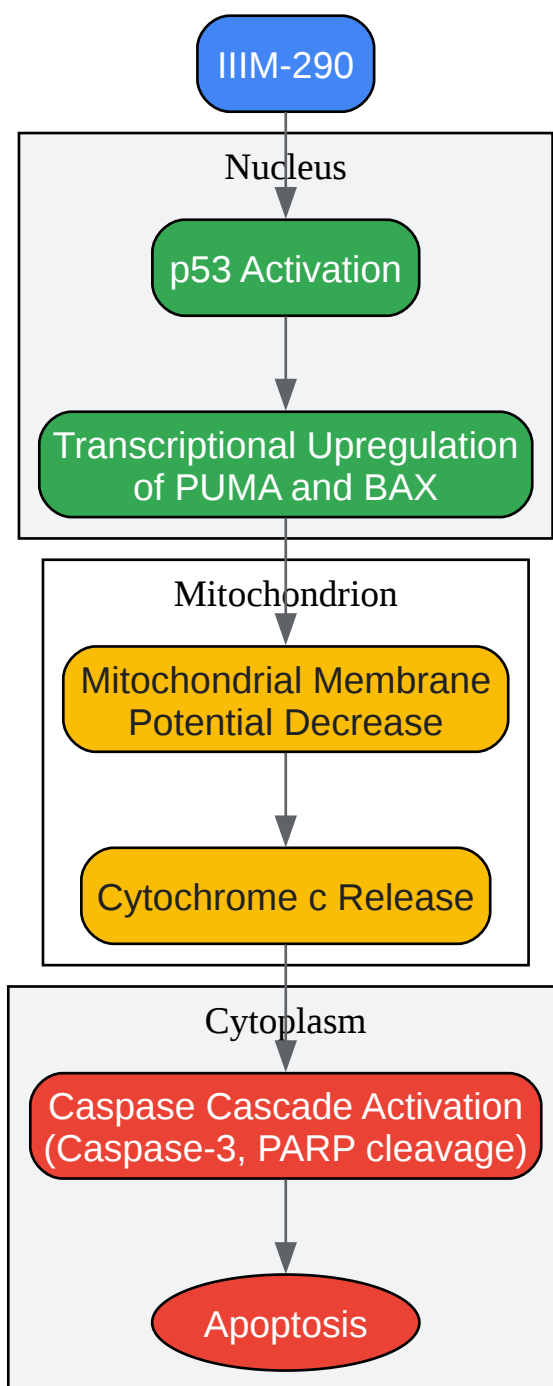 IIIM-290
Nucleus
p53 Activation
Transcriptional Upregulation
of PUMA and BAX
Mitochondrion
Mitochondrial Membrane
Potential Decrease
Cytochrome c Release
Cytoplasm
Caspase Cascade Activation
(Caspase-3, PARP cleavage)
Apoptosis